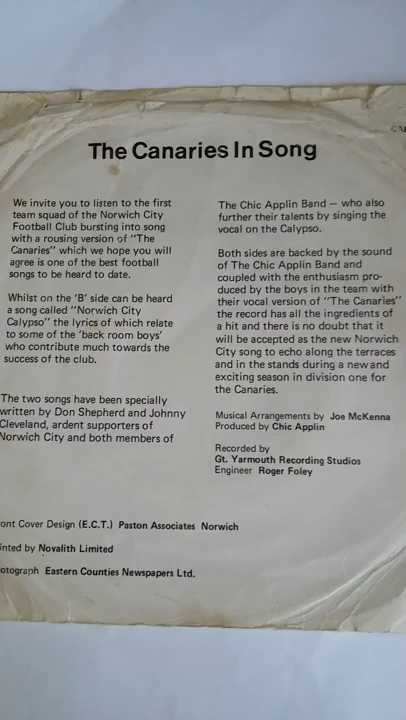 The Canaries In Song
We invite you to listen to the first
team squad of the Norwich City
Football Club bursting into song
with a rousing version of "The
Canaries" which we hope you will
agree is one of the best football
songs to be heard to date.
Whilst on the 'B' side can be heard
a song called "Norwich City
Calypso" the lyrics of which relate
to some of the 'back room boys'
who contribute much towards the
success of the club.
The two songs have been specially
written by Don Shepherd and Johnny
Cleveland, ardent supporters of
Norwich City and both members of
The Chic Applin Band — who also
further their talents by singing the
vocal on the Calypso.
Both sides are backed by the sound
of The Chic Applin Band and
coupled with the enthusiasm pro-
duced by the boys in the team with
their vocal version of "The Canaries"
the record has all the ingredients of
a hit and there is no doubt that it
will be accepted as the new Norwich
City song to echo along the terraces
and in the stands during a new and
exciting season in division one for
the Canaries.
Musical Arrangements by Joe McKenna
Produced by Chic Applin
Recorded by
Gt. Yarmouth Recording Studios
Engineer Roger Foley
ont Cover Design (E.C.T.) Paston Associates Norwich
inted by Novalith Limited
otograph Eastern Counties Newspapers Ltd.